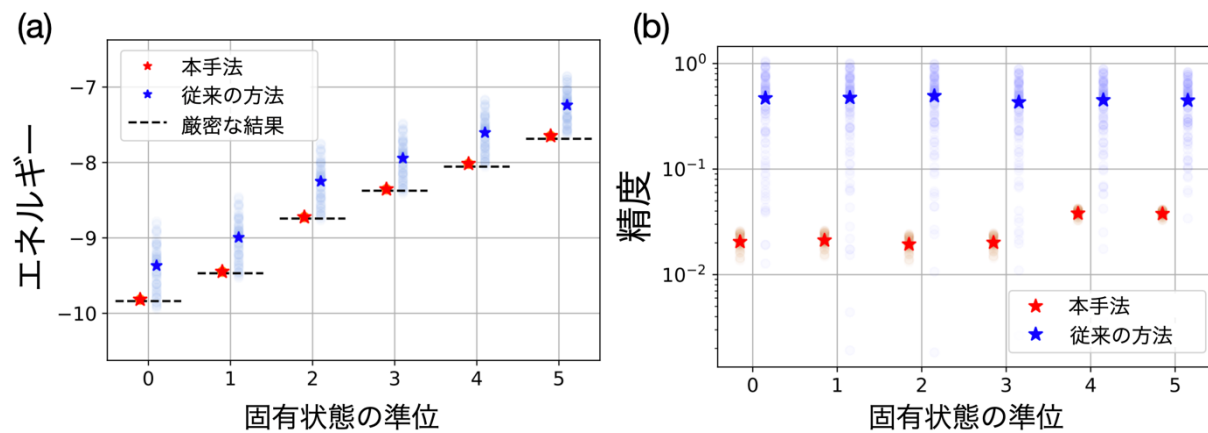 (a)
本手法
従来の方法
厳密な結果
エネルギー
−7
−8
−9
−10
0 1 2 3 4 5
固有状態の準位
(b)
精度
10⁰
10⁻¹
10⁻²
本手法
従来の方法
0 1 2 3 4 5
固有状態の準位